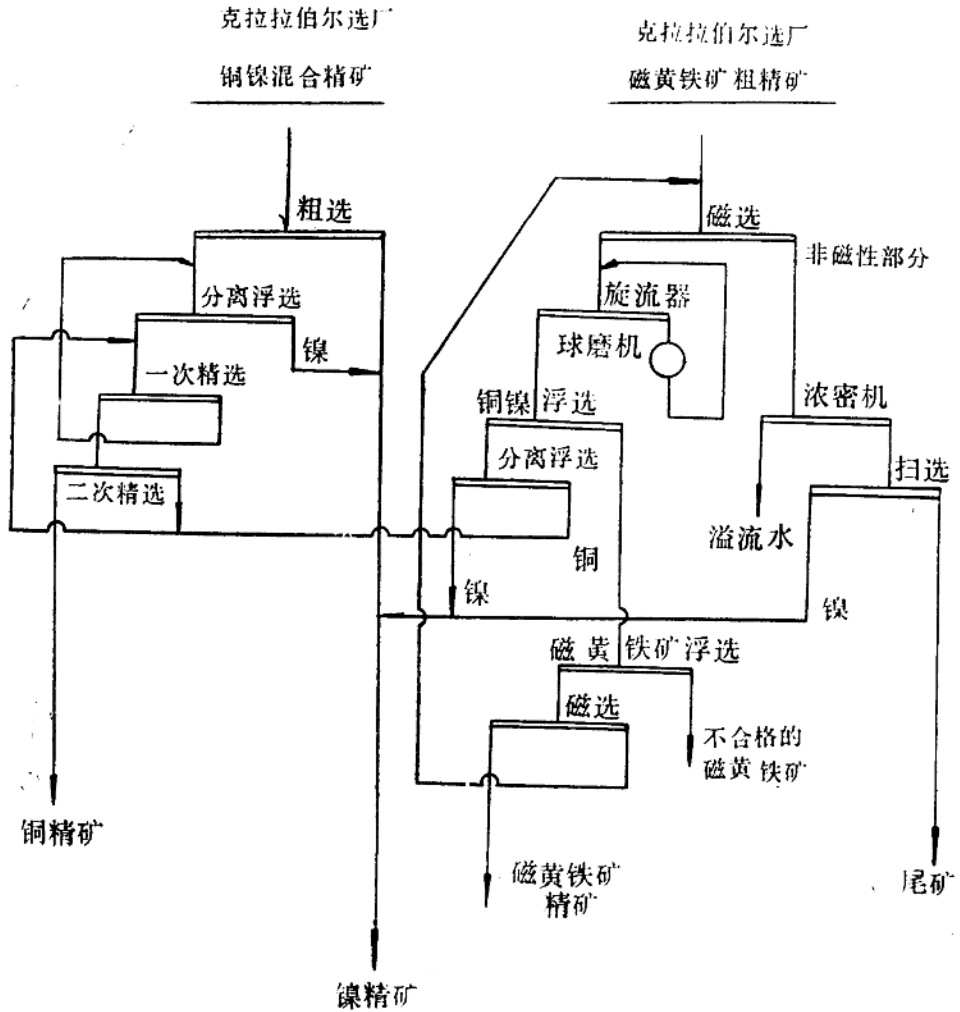 克拉拉伯尔选厂
铜镍混合精矿
克拉拉伯尔选厂
磁黄铁矿粗精矿
粗选
磁选
非磁性部分
分离浮选
旋流器
镍
球磨机
一次精选
铜镍浮选
浓密机
分离浮选
扫选
二次精选
溢流水
铜
镍
镍
磁黄铁矿浮选
磁选
不合格的
磁黄铁矿
铜精矿
磁黄铁矿
精矿
尾矿
镍精矿